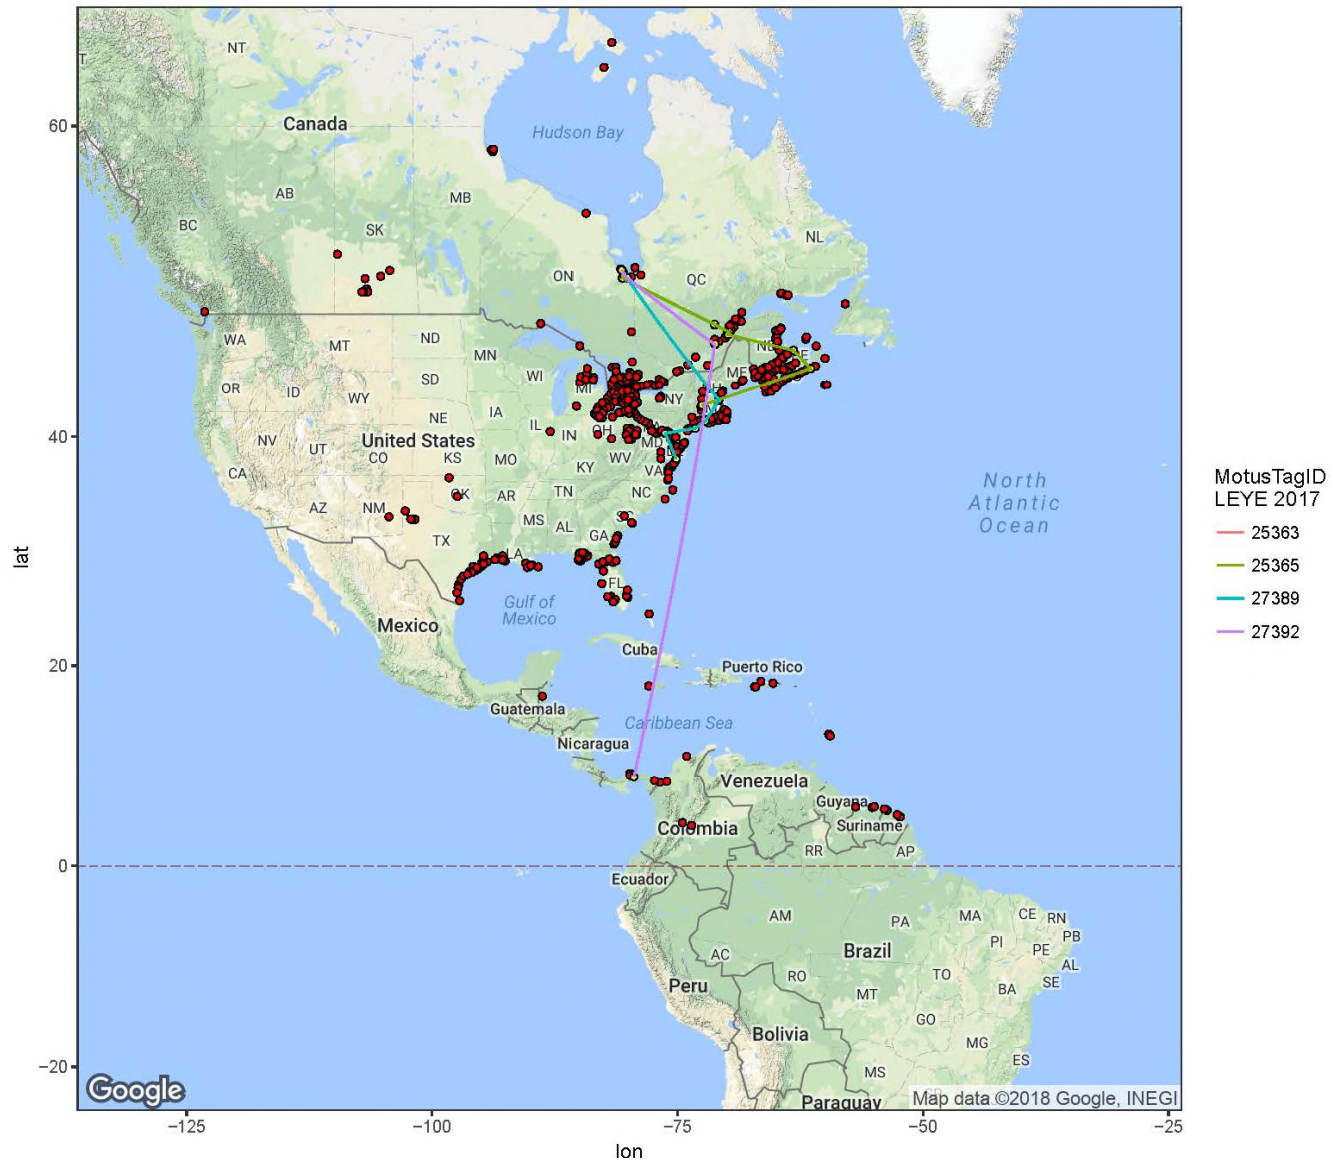 NT
T
Canada
Hudson Bay
60
AB
MB
BC
SK
NL
ON
QC
WA
ND
MT
MN
OR
ID
SD
WI
MI
ME
WY
NY
NE
IA
40
NV
UT
United States
IL
IN
OH
MD
CO
KS
MO
WV
CA
KY
VA
AZ
NM
OK
AR
TN
NC
MS
AL
SC
TX
GA
LA
North
Atlantic
Ocean
FL
Gulf of
Mexico
Mexico
Cuba
20
Puerto Rico
Guatemala
Caribbean Sea
Nicaragua
Venezuela
Guyana
Colombia
Suriname
RR
AP
0
Ecuador
AM
PA
MA
CE
RN
PB
PI
PE
AC
Brazil
AL
RO
TO
SE
Peru
MT
BA
GO
Bolivia
MG
ES
−20
MS
Google
Paraguay
Map data ©2018 Google, INEGI
−125
−100
−75
−50
−25
lon
lat
MotusTagID
LEYE 2017
25363
25365
27389
27392